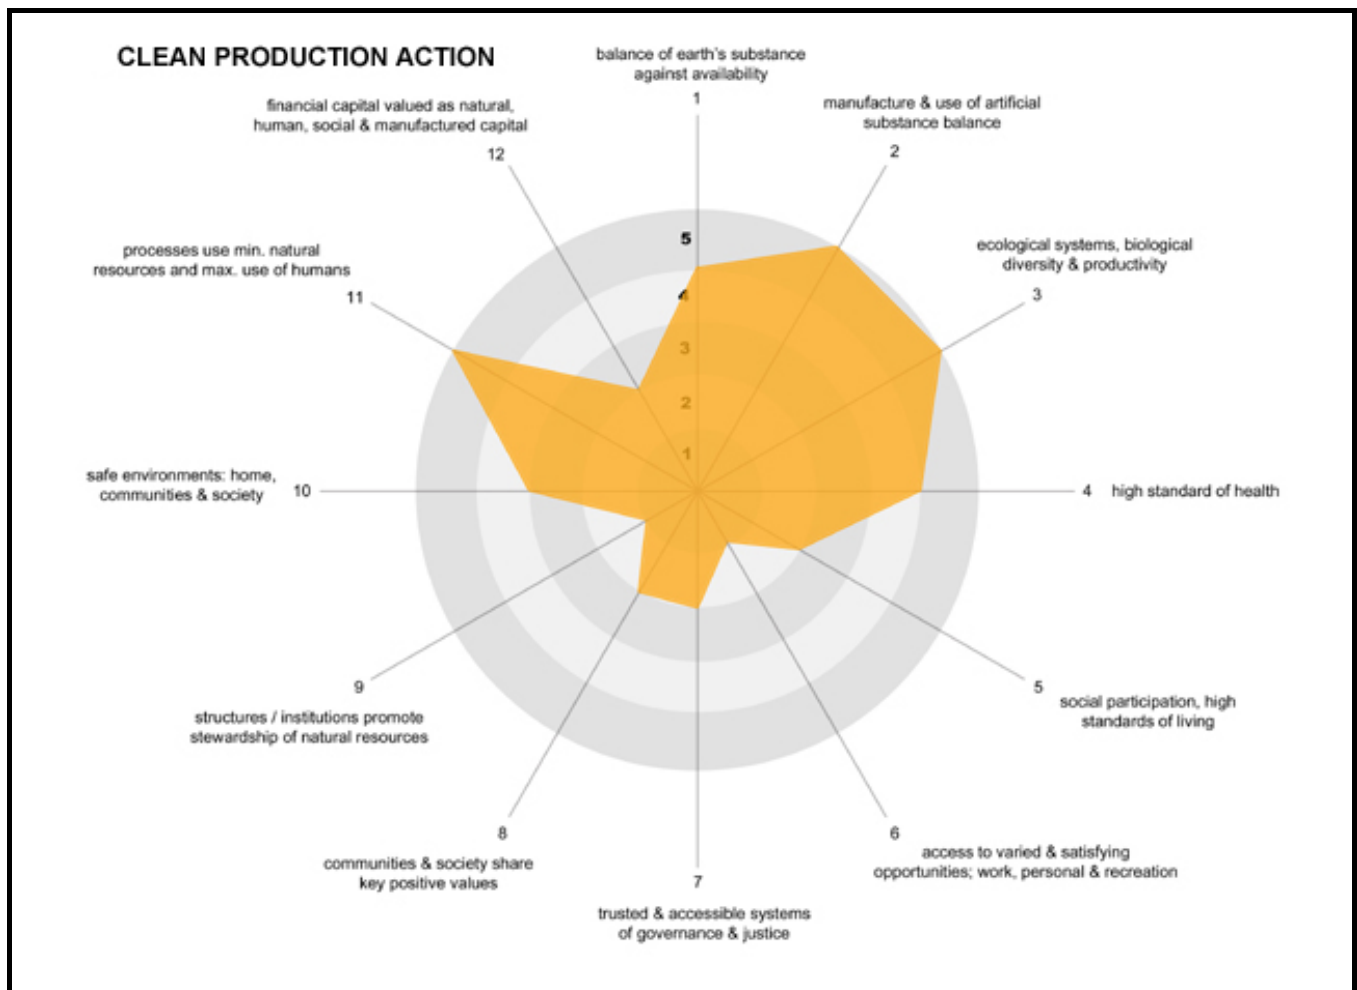 CLEAN PRODUCTION ACTION
balance of earth's substance
against availability
1
manufacture & use of artificial
substance balance
2
ecological systems, biological
diversity & productivity
3
4 high standard of health
5
social participation, high
standards of living
6
access to varied & satisfying
opportunities; work, personal & recreation
7
trusted & accessible systems
of governance & justice
8
communities & society share
key positive values
9
structures / institutions promote
stewardship of natural resources
safe environments: home,
communities & society
10
processes use min. natural
resources and max. use of humans
11
financial capital valued as natural,
human, social & manufactured capital
12
5
4
3
2
1